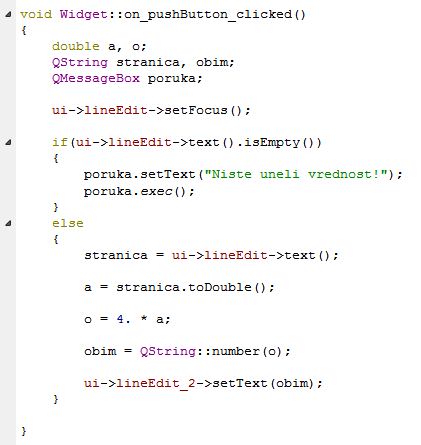 void Widget::on_pushButton_clicked()
{
    double a, o;
    QString stranica, obim;
    QMessageBox poruka;

    ui->lineEdit->setFocus();

    if(ui->lineEdit->text().isEmpty())
    {
        poruka.setText("Niste uneli vrednost!");
        poruka.exec();
    }
    else
    {
        stranica = ui->lineEdit->text();

        a = stranica.toDouble();

        o = 4. * a;

        obim = QString::number(o);

        ui->lineEdit_2->setText(obim);
    }

}